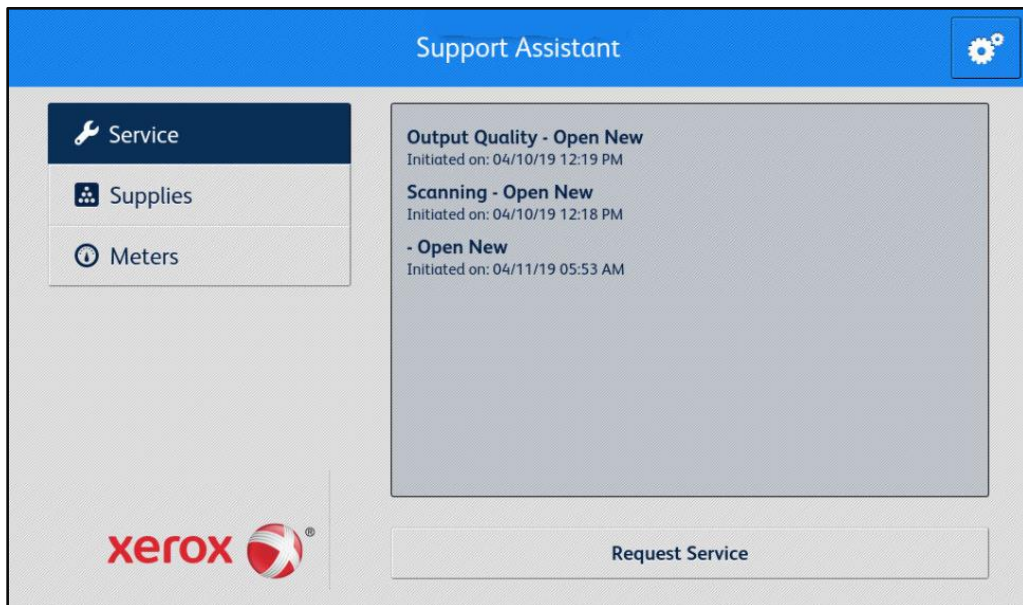 Support Assistant
Service
Supplies
Meters
Output Quality - Open New
Initiated on: 04/10/19 12:19 PM
Scanning - Open New
Initiated on: 04/10/19 12:18 PM
- Open New
Initiated on: 04/11/19 05:53 AM
xerox ®
Request Service